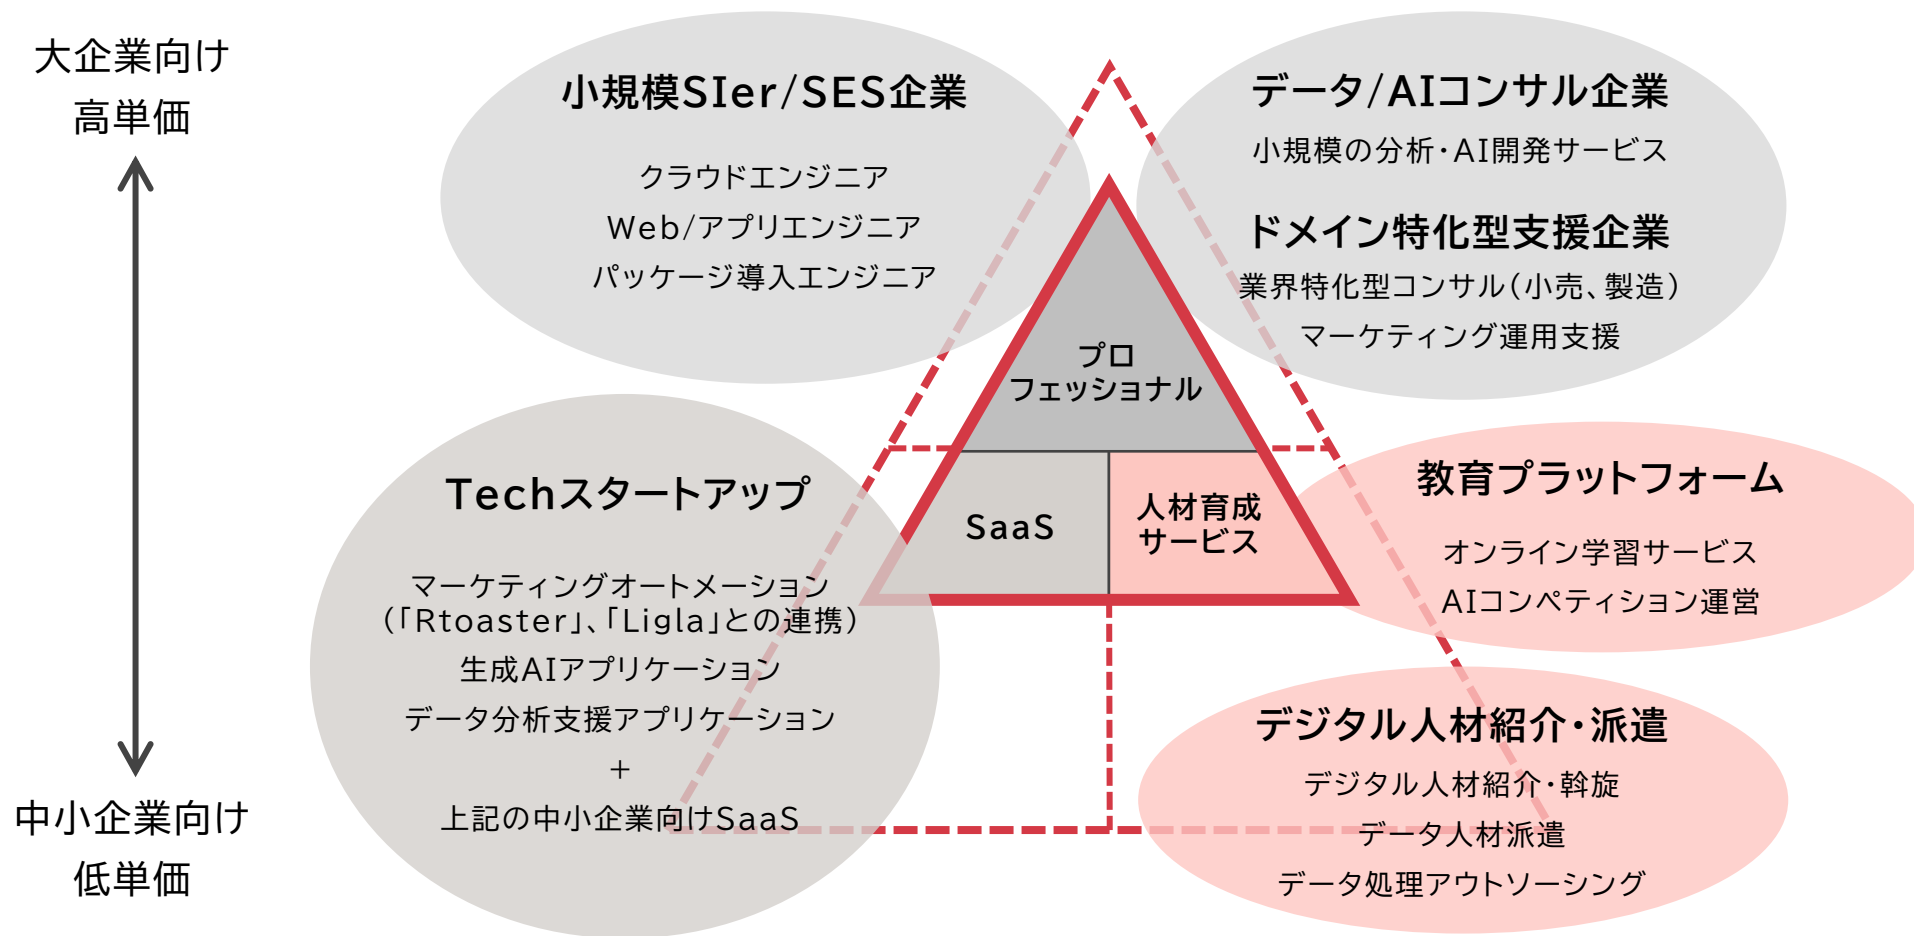 大企業向け
高単価
中小企業向け
低単価
小規模SIer/SES企業
クラウドエンジニア
Web/アプリエンジニア
パッケージ導入エンジニア
データ/AIコンサル企業
小規模の分析・AI開発サービス
ドメイン特化型支援企業
業界特化型コンサル(小売、製造)
マーケティング運用支援
プロ
フェッショナル
SaaS
人材育成
サービス
Techスタートアップ
マーケティングオートメーション
(「Rtoaster」、「Ligla」との連携)
生成AIアプリケーション
データ分析支援アプリケーション
+
上記の中小企業向けSaaS
教育プラットフォーム
オンライン学習サービス
AIコンペティション運営
デジタル人材紹介・派遣
デジタル人材紹介・斡旋
データ人材派遣
データ処理アウトソーシング